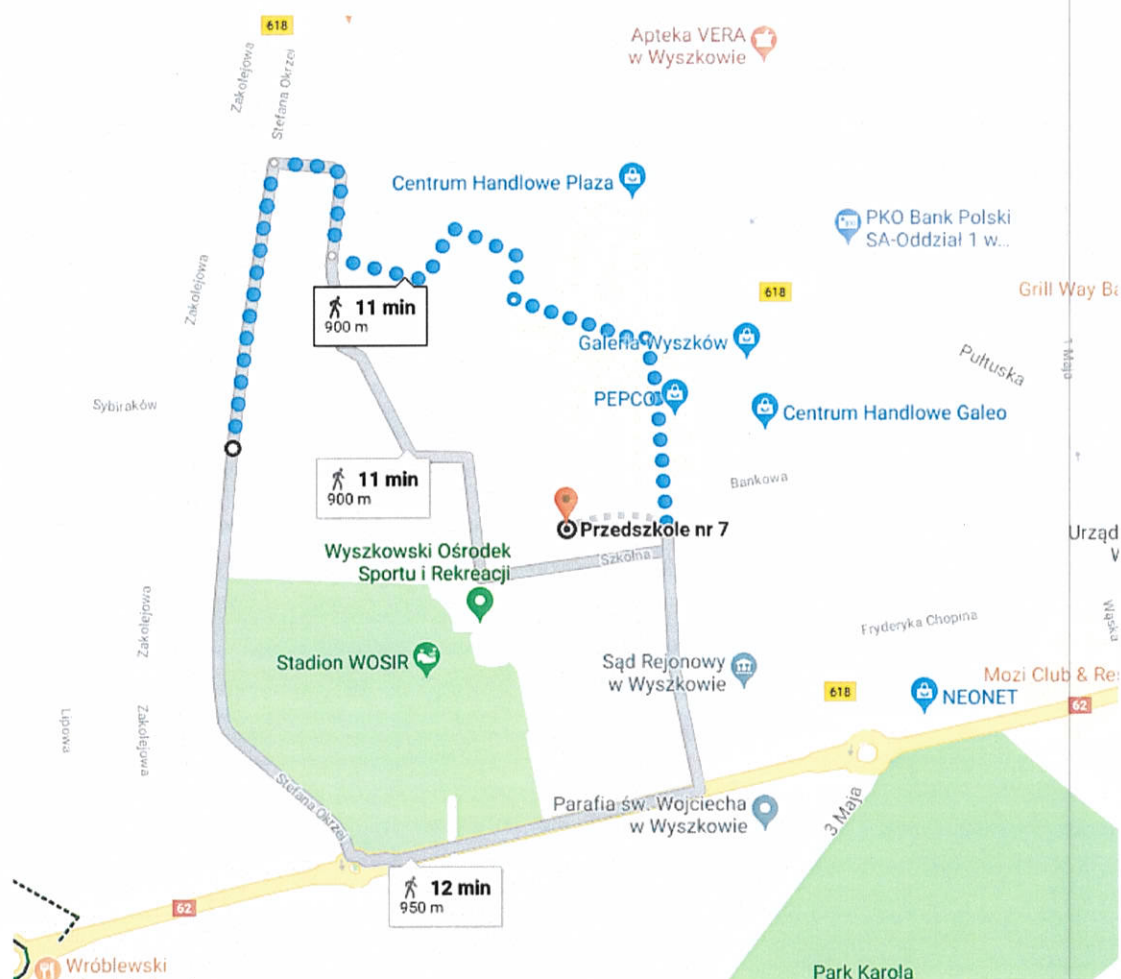 618
Zakolejowa
Stefana Okrzei
Apteka VERA
w Wyszkowie
Centrum Handlowe Plaza
PKO Bank Polski
SA-Oddział 1 w...
Zakolejowa
618
Grill Way Ba
11 min
900 m
Galeria Wyszków
Pułtuska
1 Maja
Sybiraków
PEPCO
Centrum Handlowe Galeo
11 min
900 m
Bankowa
Przedszkole nr 7
Urząd
W
Wyszkowski Ośrodek
Sportu i Rekreacji
Szkolna
Zakolejowa
Fryderyka Chopina
Wąska
Stadion WOSIR
Sąd Rejonowy
w Wyszkowie
618
Mozi Club & Res
NEONET
62
Lipowa
Zakolejowa
Stefana Okrzei
Parafia św. Wojciecha
w Wyszkowie
3 Maja
12 min
950 m
62
Wróblewski
Park Karola